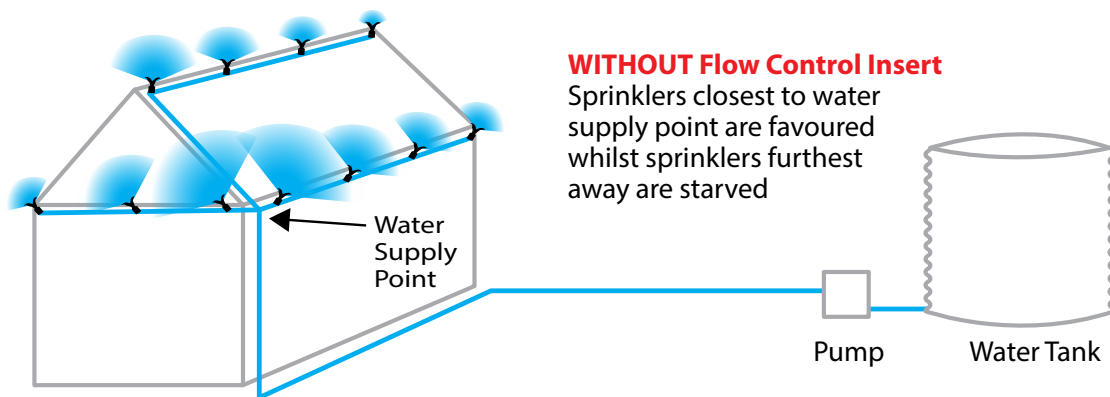 WITHOUT Flow Control Insert
Sprinklers closest to water
supply point are favoured
whilst sprinklers furthest
away are starved
Water
Supply
Point
Pump
Water Tank